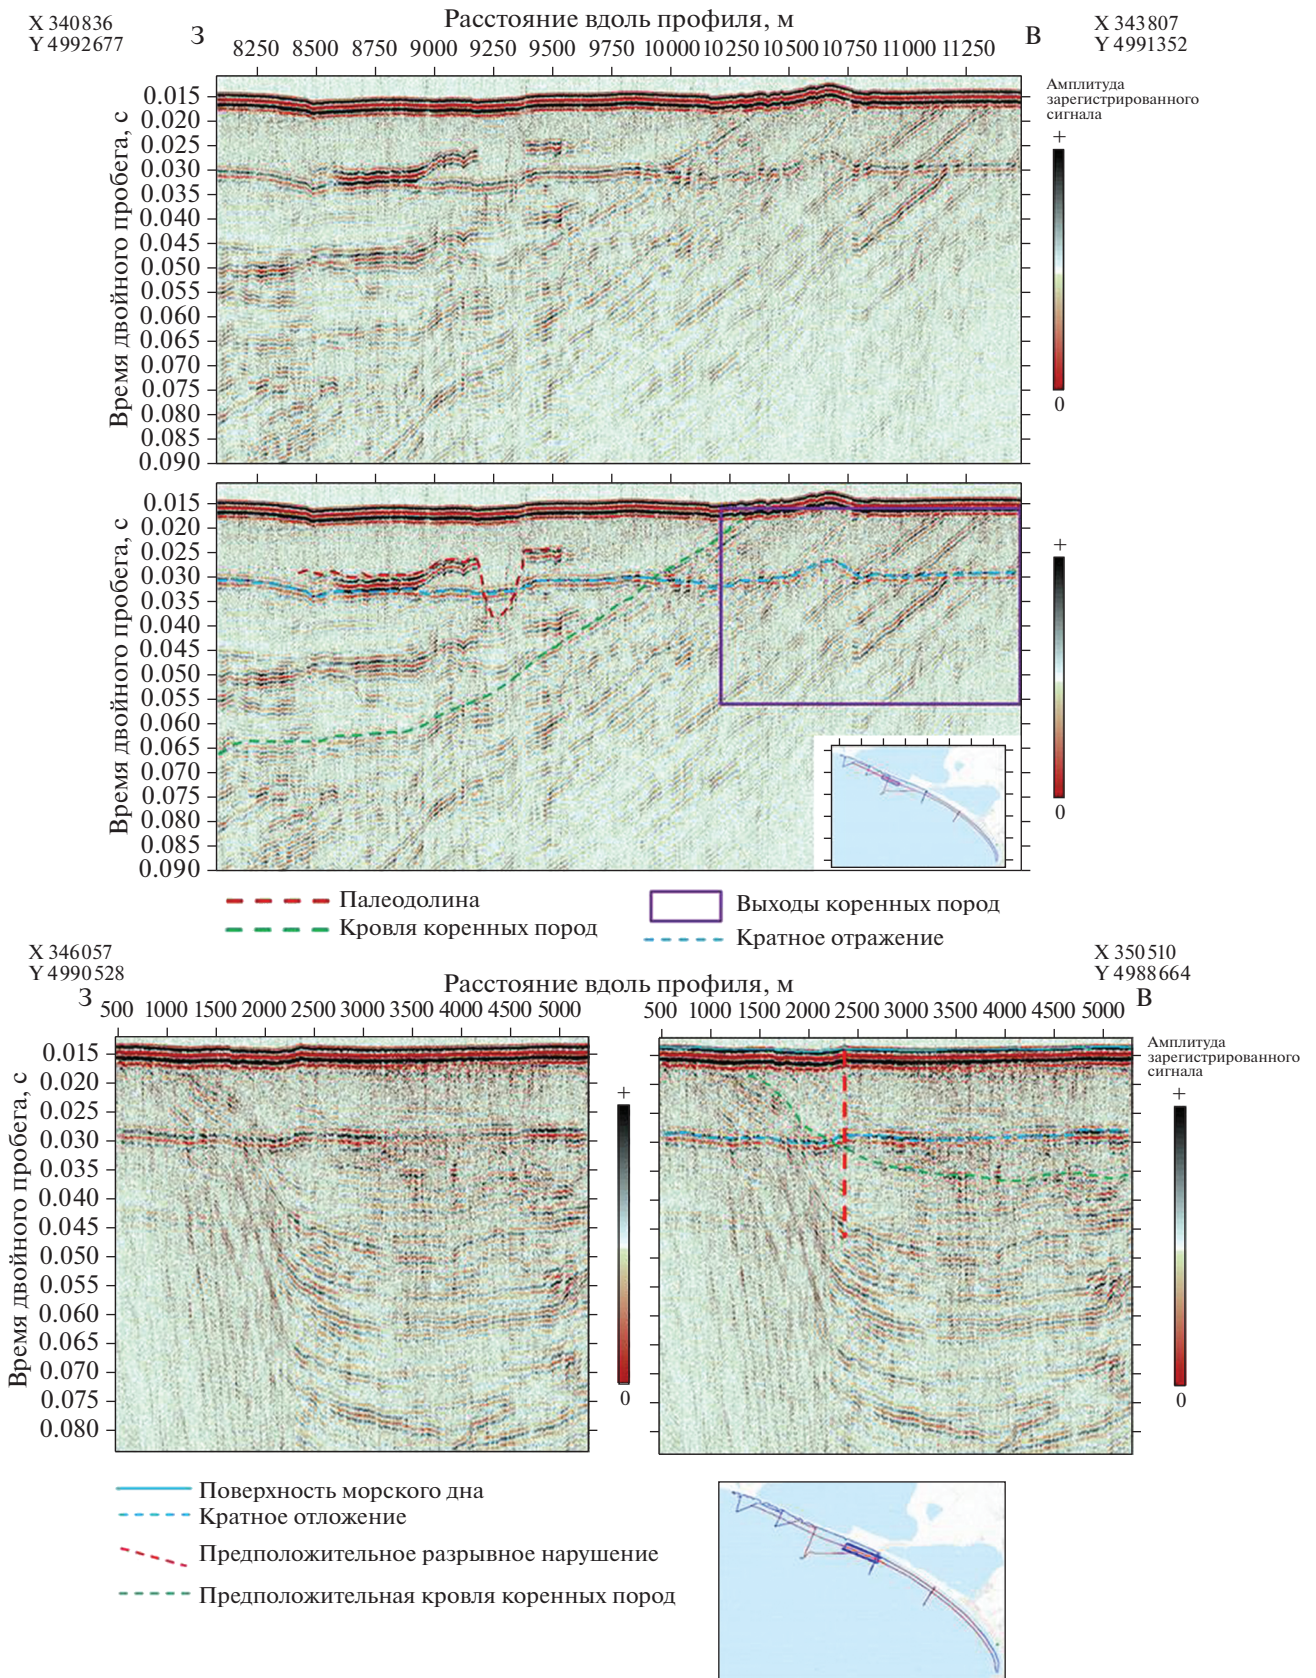 X 340836
Y 4992677
Расстояние вдоль профиля, м
X 343807
Y 4991352
З
В
8250 8500 8750 9000 9250 9500 9750 10000 10250 10500 10750 11000 11250
Амплитуда
зарегистрированного
сигнала
+
0
Время двойного пробега, с
0.015
0.020
0.025
0.030
0.035
0.040
0.045
0.050
0.055
0.060
0.065
0.070
0.075
0.080
0.085
0.090
Время двойного пробега, с
0.015
0.020
0.025
0.030
0.035
0.040
0.045
0.050
0.055
0.060
0.065
0.070
0.075
0.080
0.085
0.090
+
0
Палеодолина
Кровля коренных пород
Выходы коренных пород
Кратное отражение
X 346057
Y 4990528
Расстояние вдоль профиля, м
X 350510
Y 4988664
З
В
500 1000 1500 2000 2500 3000 3500 4000 4500 5000
500 1000 1500 2000 2500 3000 3500 4000 4500 5000
Амплитуда
зарегистрированного
сигнала
Время двойного пробега, с
0.015
0.020
0.025
0.030
0.035
0.040
0.045
0.050
0.055
0.060
0.065
0.070
0.075
0.080
+
0
+
0
Поверхность морского дна
Кратное отложение
Предположительное разрывное нарушение
Предположительная кровля коренных пород